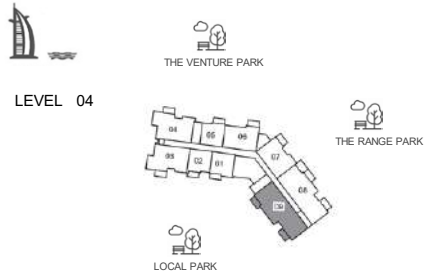 THE VENTURE PARK
LEVEL 04
THE RANGE PARK
04
05
06
03
02
01
07
08
09
LOCAL PARK